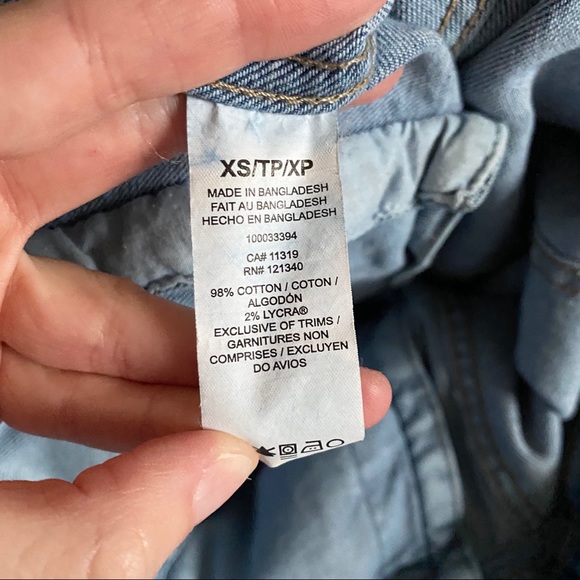 XS/TP/XP
MADE IN BANGLADESH
FAIT AU BANGLADESH
HECHO EN BANGLADESH
100033394
CA# 11319
RN# 121340
98% COTTON / COTON /
ALGODÓN
2% LYCRA®
EXCLUSIVE OF TRIMS /
GARNITURES NON
COMPRISES / EXCLUYEN
DO AVIOS